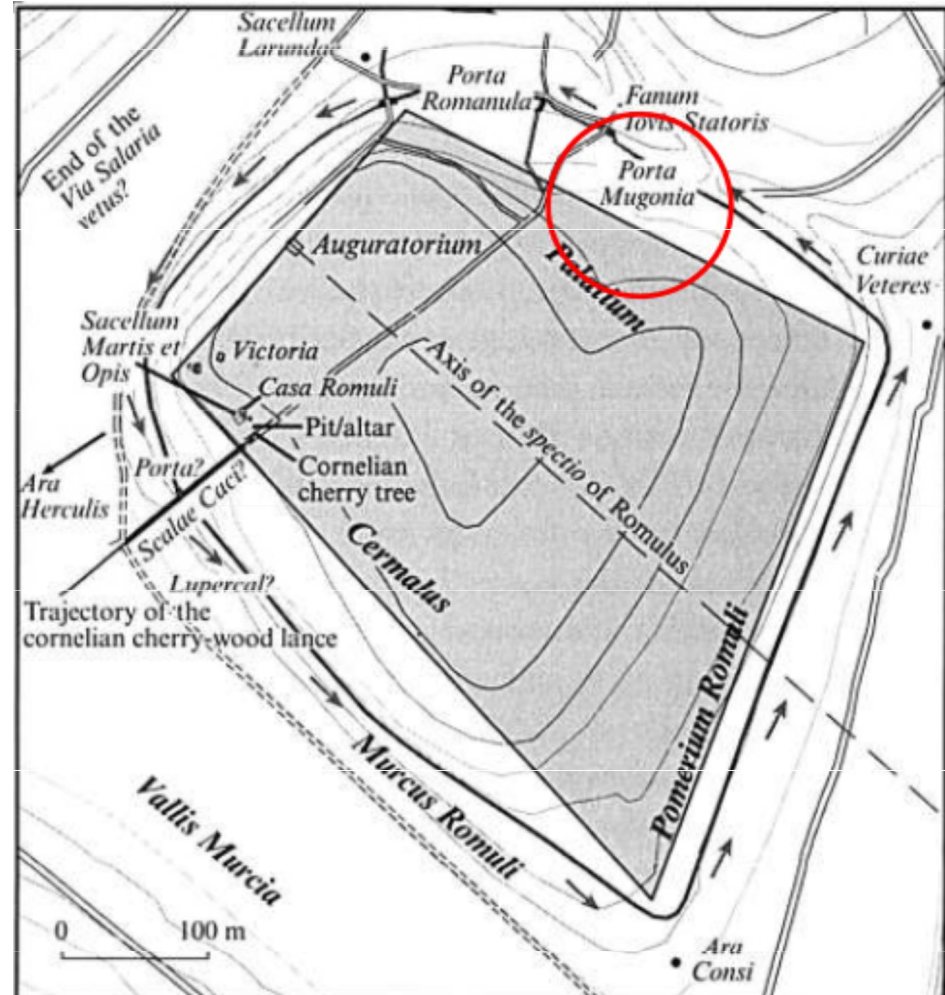 Sacellum
Larundae
Porta
Romanula
Fanum
Iovis Statoris
Porta
Mugonia
End of the
Via Salaria
vetus?
Auguratorium
Palatium
Curiae
Veteres
Sacellum
Martis et
Opis
Victoria
Casa Romuli
Pit/altar
Cornelian
cherry tree
Axis of the spectio of Romulus
Ara
Herculis
Porta?
Scalae Caci?
Cermalus
Lupercal?
Trajectory of the
cornelian cherry-wood lance
Pomerium Romuli
Murcus Romuli
Vallis Murcia
0 100 m
Ara
Consi